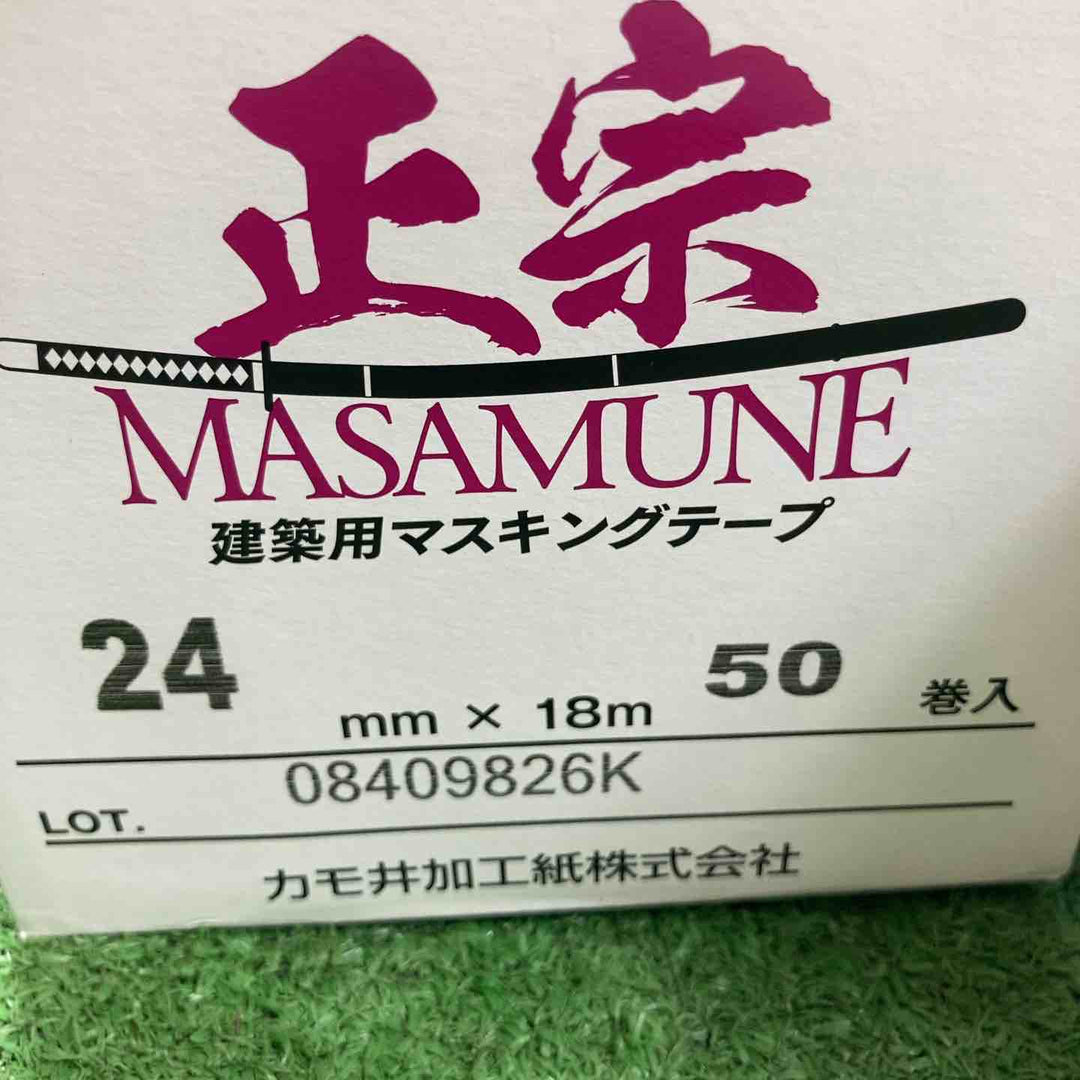 正宗
MASAMUNE
建築用マスキングテープ
24 mm × 18m 50 巻入
LOT. 08409826K
カモ井加工紙株式会社